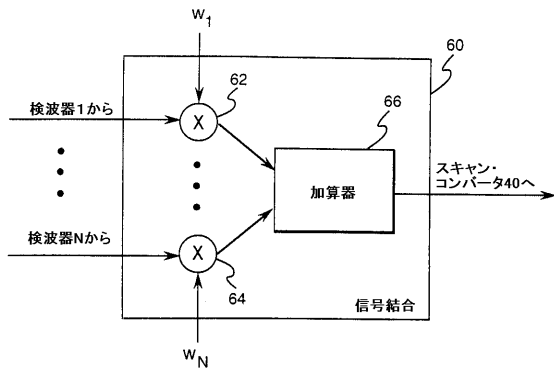 W1
60
62
検波器1から
X
66
加算器
スキャン・
コンバータ40へ
検波器Nから
X
64
信号結合
WN